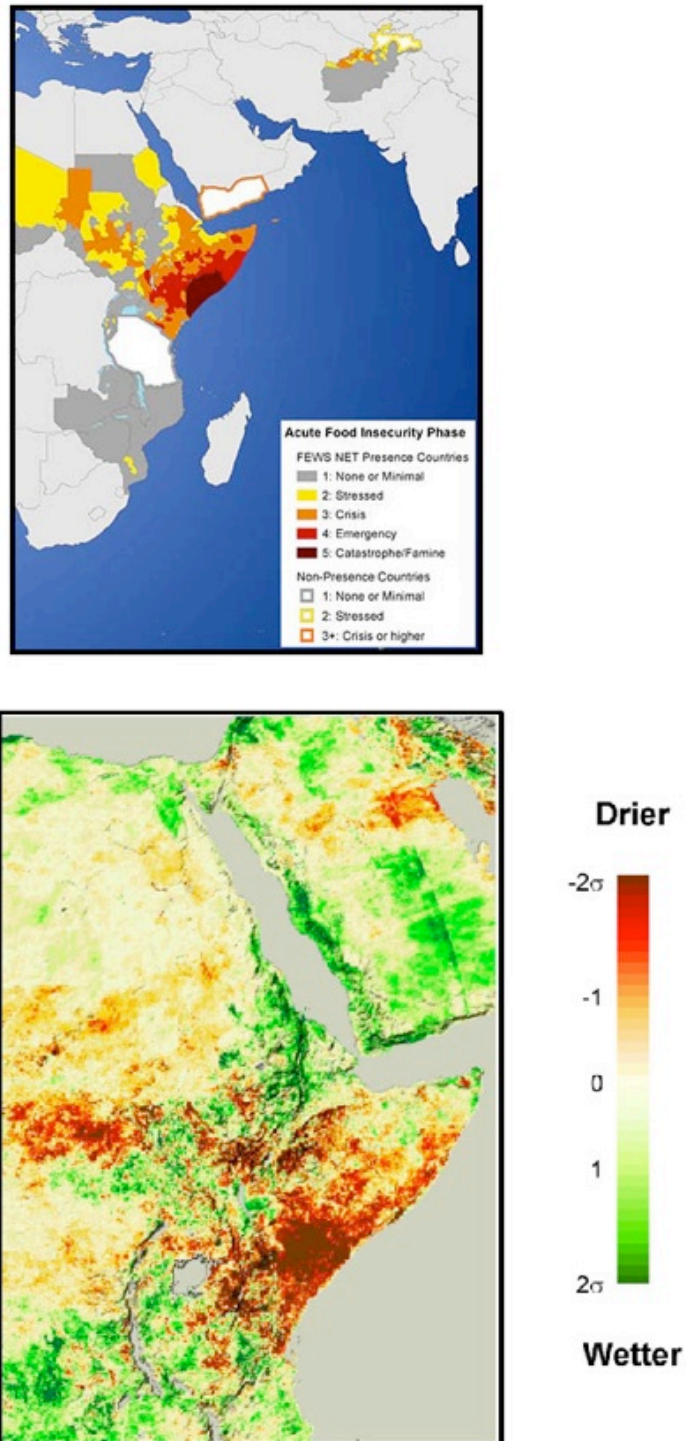 Acute Food Insecurity Phase
FEWS NET Presence Countries
1: None or Minimal
2: Stressed
3: Crisis
4: Emergency
5: Catastrophe/Famine
Non-Presence Countries
1: None or Minimal
2: Stressed
3+: Crisis or higher
Drier
-2σ
-1
0
1
2σ
Wetter